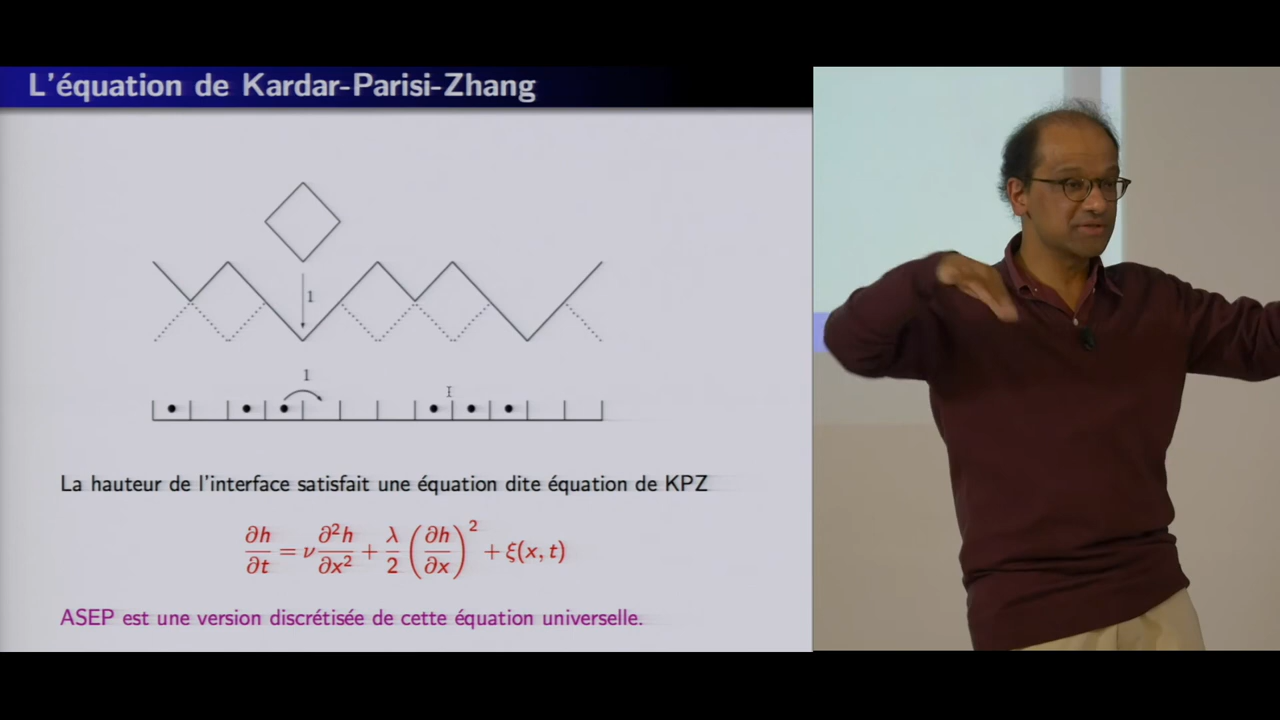 L'équation de Kardar-Parisi-Zhang
1
1
La hauteur de l'interface satisfait une équation dite équation de KPZ
∂h/∂t = ν ∂²h/∂x² + λ/2 (∂h/∂x)² + ξ(x, t)
ASEP est une version discrétisée de cette équation universelle.